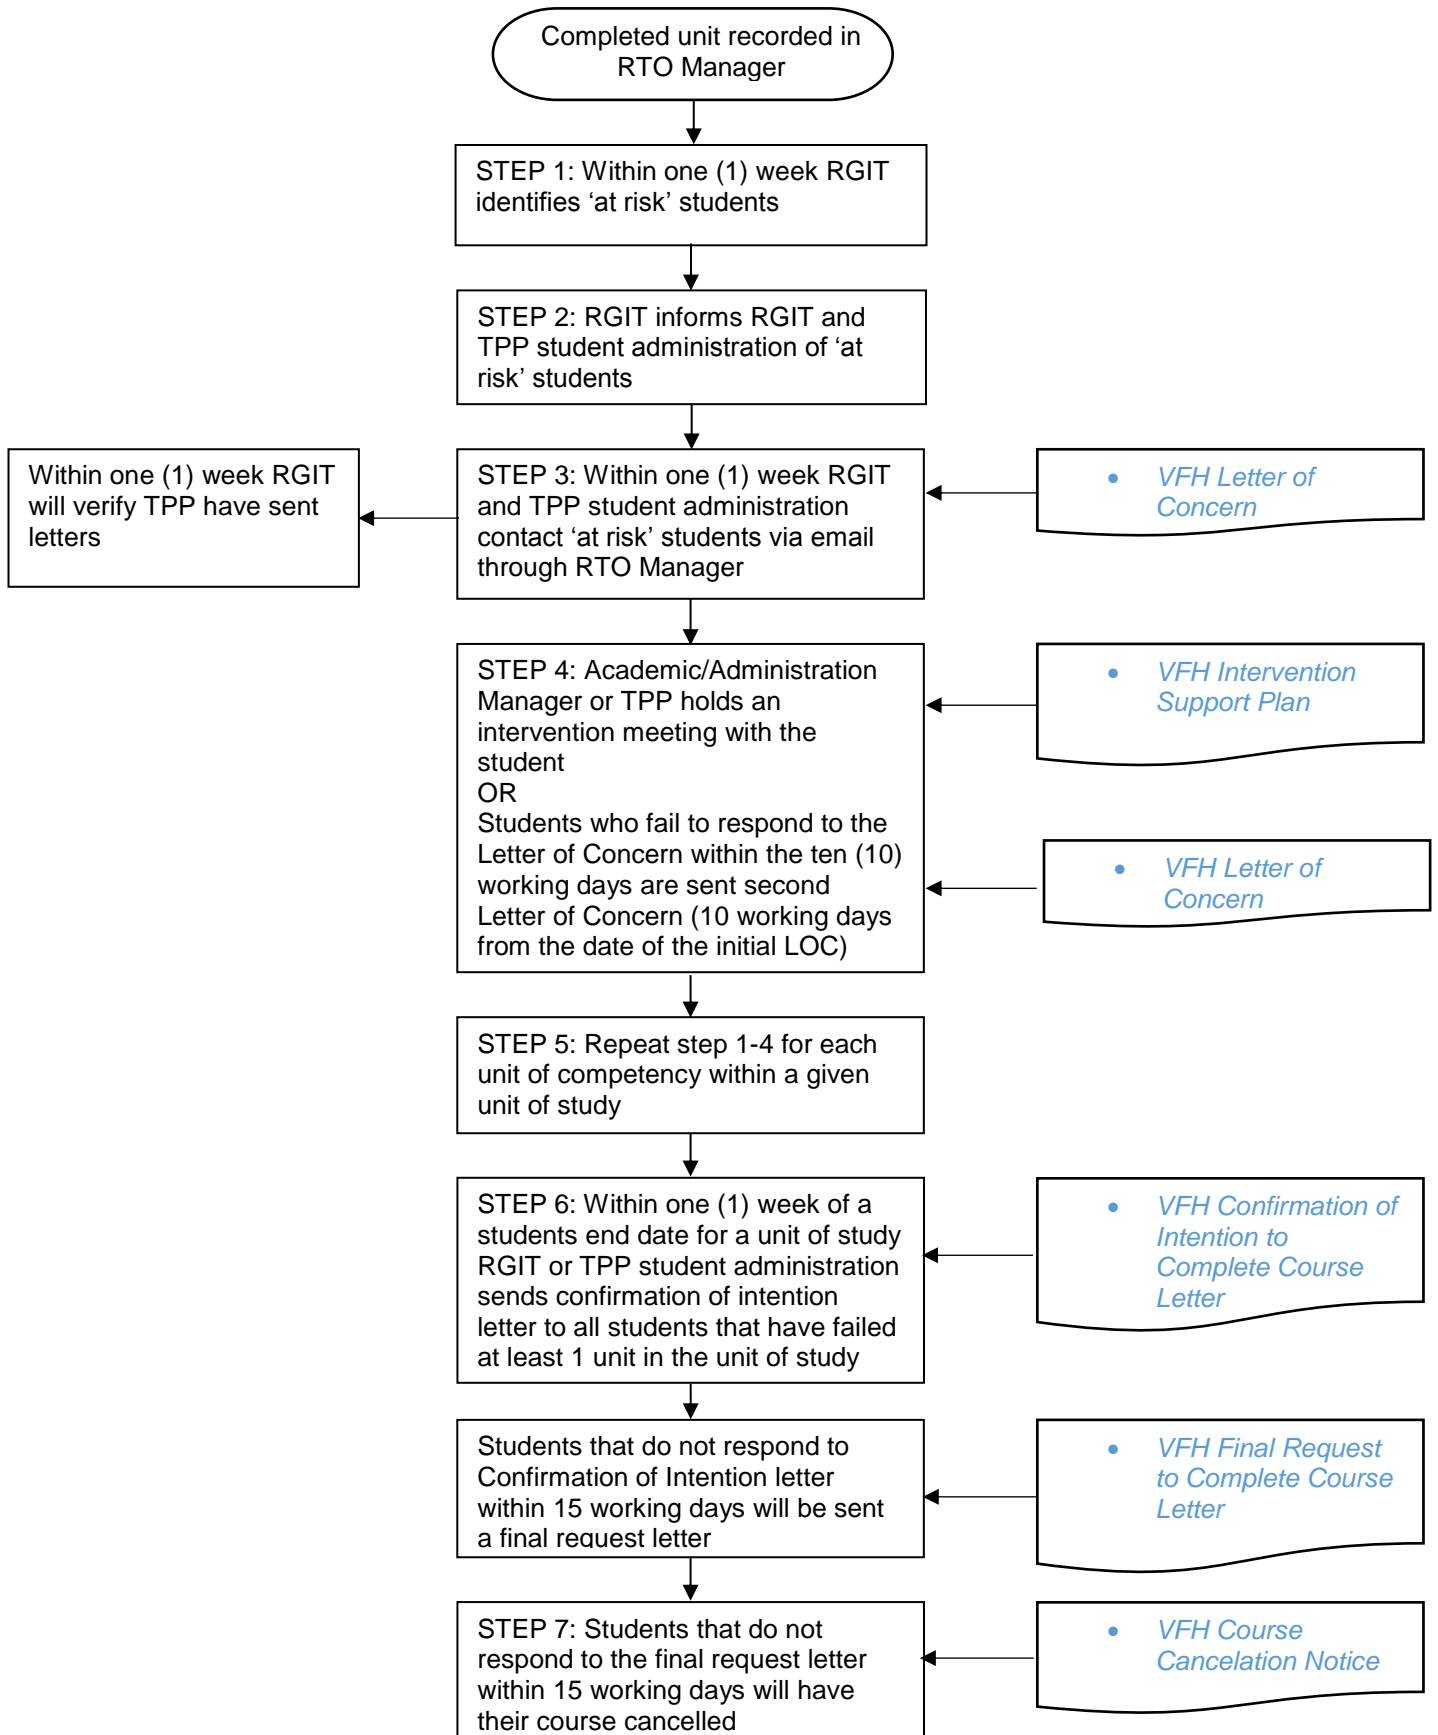 Completed unit recorded in
RTO Manager
STEP 1: Within one (1) week RGIT
identifies ‘at risk’ students
STEP 2: RGIT informs RGIT and
TPP student administration of ‘at
risk’ students
Within one (1) week RGIT
will verify TPP have sent
letters
STEP 3: Within one (1) week RGIT
and TPP student administration
contact ‘at risk’ students via email
through RTO Manager
• VFH Letter of
Concern
STEP 4: Academic/Administration
Manager or TPP holds an
intervention meeting with the
student
OR
Students who fail to respond to the
Letter of Concern within the ten (10)
working days are sent second
Letter of Concern (10 working days
from the date of the initial LOC)
• VFH Intervention
Support Plan
• VFH Letter of
Concern
STEP 5: Repeat step 1-4 for each
unit of competency within a given
unit of study
STEP 6: Within one (1) week of a
students end date for a unit of study
RGIT or TPP student administration
sends confirmation of intention
letter to all students that have failed
at least 1 unit in the unit of study
• VFH Confirmation of
Intention to
Complete Course
Letter
Students that do not respond to
Confirmation of Intention letter
within 15 working days will be sent
a final request letter
• VFH Final Request
to Complete Course
Letter
STEP 7: Students that do not
respond to the final request letter
within 15 working days will have
their course cancelled
• VFH Course
Cancelation Notice